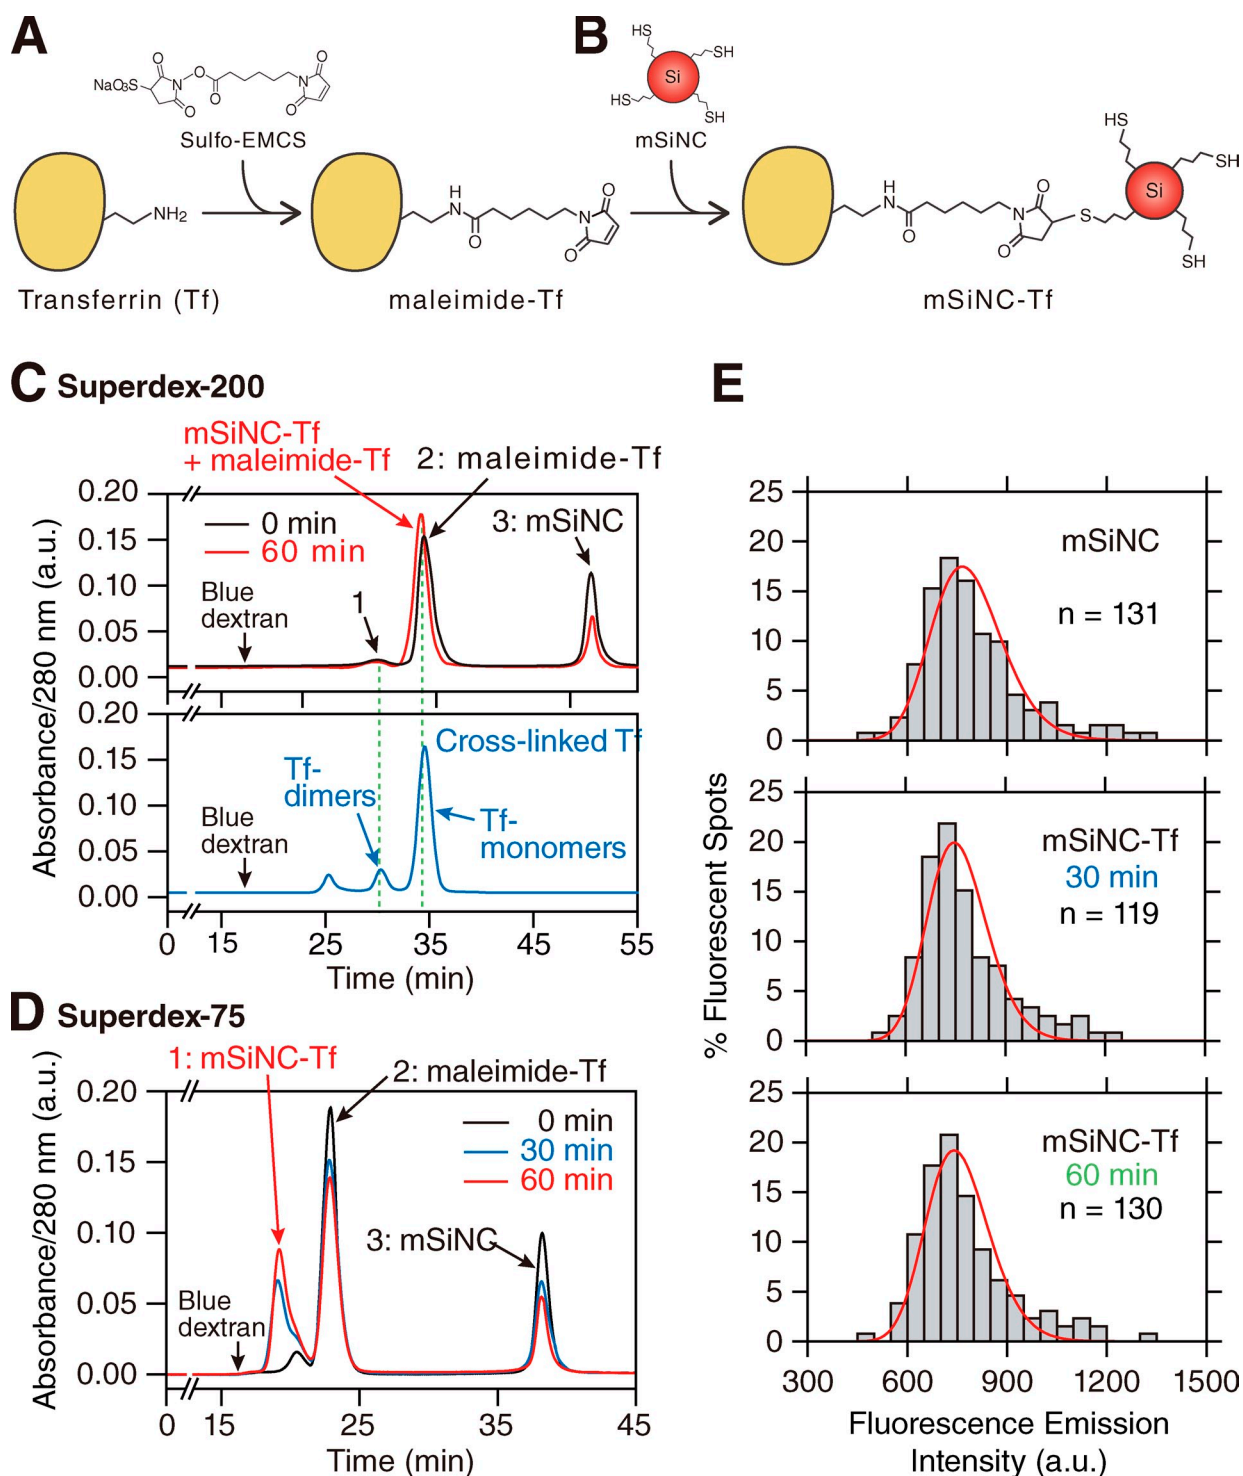 A
B
NaO3S
O
O
N
O
O
O
N
O
Sulfo-EMCS
HS
SH
Si
HS
SH
mSiNC
NH2
H
N
O
O
N
O
H
N
O
O
N
O
S
HS
SH
Si
SH
Transferrin (Tf)
maleimide-Tf
mSiNC-Tf
C Superdex-200
mSiNC-Tf
+ maleimide-Tf
2: maleimide-Tf
3: mSiNC
0 min
60 min
Blue
dextran
1
0.20
0.15
0.10
0.05
0.00
Absorbance/280 nm (a.u.)
Cross-linked Tf
Tf-
dimers
Tf-
monomers
Blue
dextran
0.20
0.15
0.10
0.05
0.00
0 15 25 35 45 55
Time (min)
D Superdex-75
1: mSiNC-Tf
2: maleimide-Tf
0 min
30 min
60 min
3: mSiNC
Blue
dextran
0.20
0.15
0.10
0.05
0.00
Absorbance/280 nm (a.u.)
0 15 25 35 45
Time (min)
E
25
20
15
10
5
0
mSiNC
n = 131
25
20
15
10
5
0
mSiNC-Tf
30 min
n = 119
% Fluorescent Spots
25
20
15
10
5
0
mSiNC-Tf
60 min
n = 130
300 600 900 1200 1500
Fluorescence Emission
Intensity (a.u.)